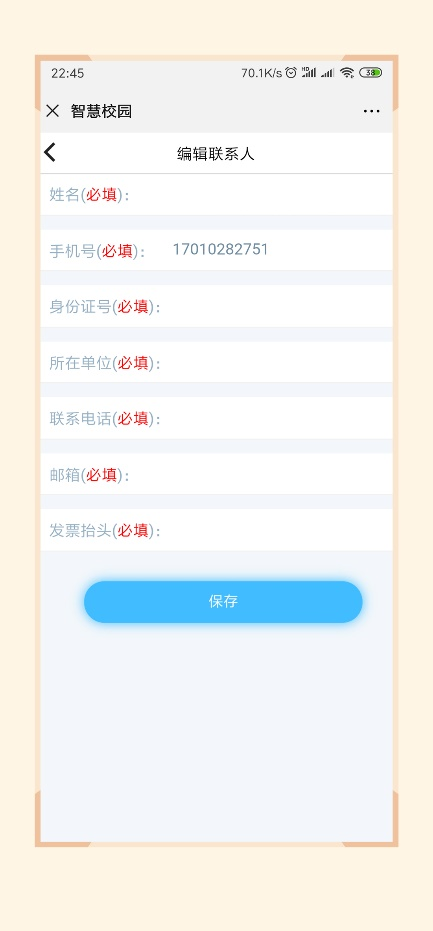 22:45 70.1K/s HD 38
智慧校园
编辑联系人
姓名(必填)：
手机号(必填)： 17010282751
身份证号(必填)：
所在单位(必填)：
联系电话(必填)：
邮箱(必填)：
发票抬头(必填)：
保存